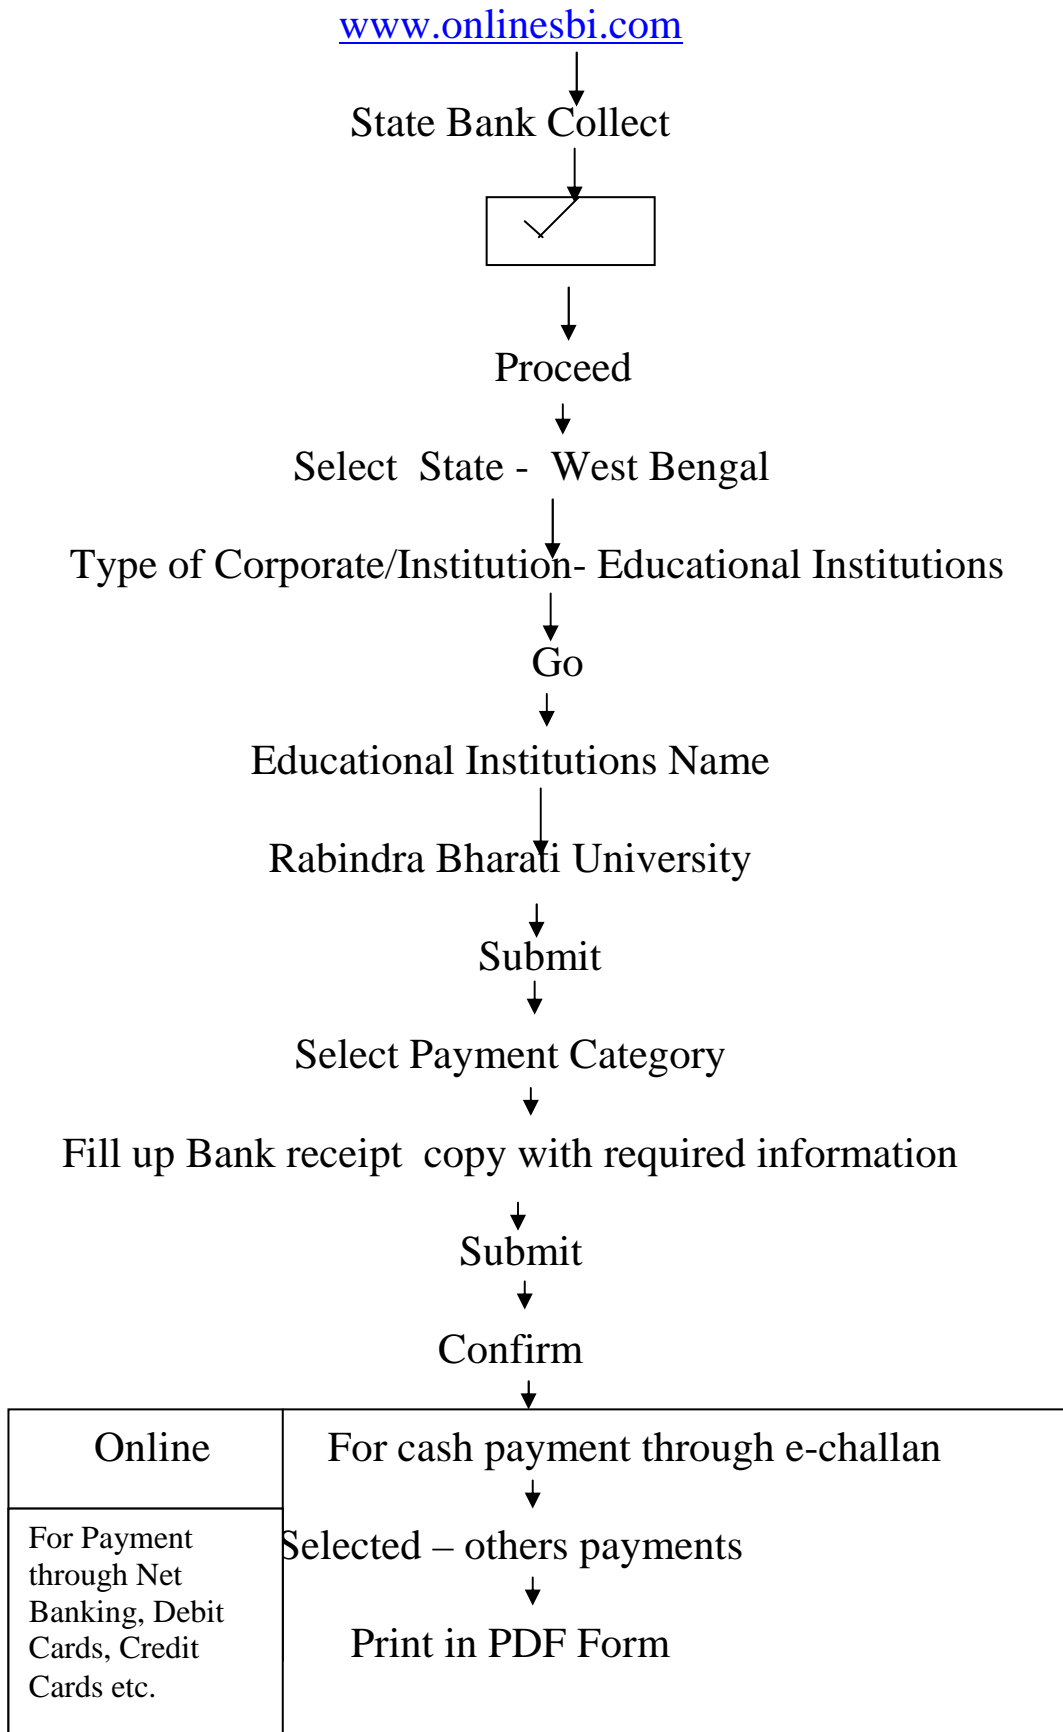 www.onlinesbi.com
State Bank Collect
Proceed
Select State - West Bengal
Type of Corporate/Institution- Educational Institutions
Go
Educational Institutions Name
Rabindra Bharati University
Submit
Select Payment Category
Fill up Bank receipt copy with required information
Submit
Confirm
Online
For Payment
through Net
Banking, Debit
Cards, Credit
Cards etc.
For cash payment through e-challan
Selected – others payments
Print in PDF Form